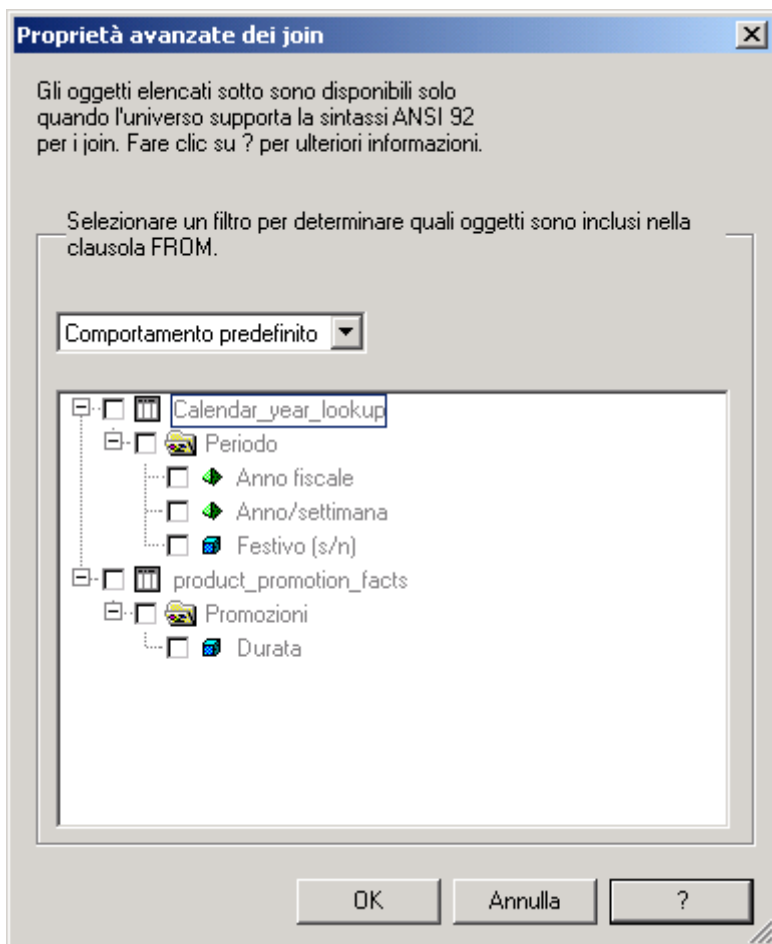 Proprietà avanzate dei join
Gli oggetti elencati sotto sono disponibili solo
quando l'universo supporta la sintassi ANSI 92
per i join. Fare clic su ? per ulteriori informazioni.
Selezionare un filtro per determinare quali oggetti sono inclusi nella
clausola FROM.
Comportamento predefinito
Calendar_year_lookup
Periodo
Anno fiscale
Anno/settimana
Festivo (s/n)
product_promotion_facts
Promozioni
Durata
OK
Annulla
?